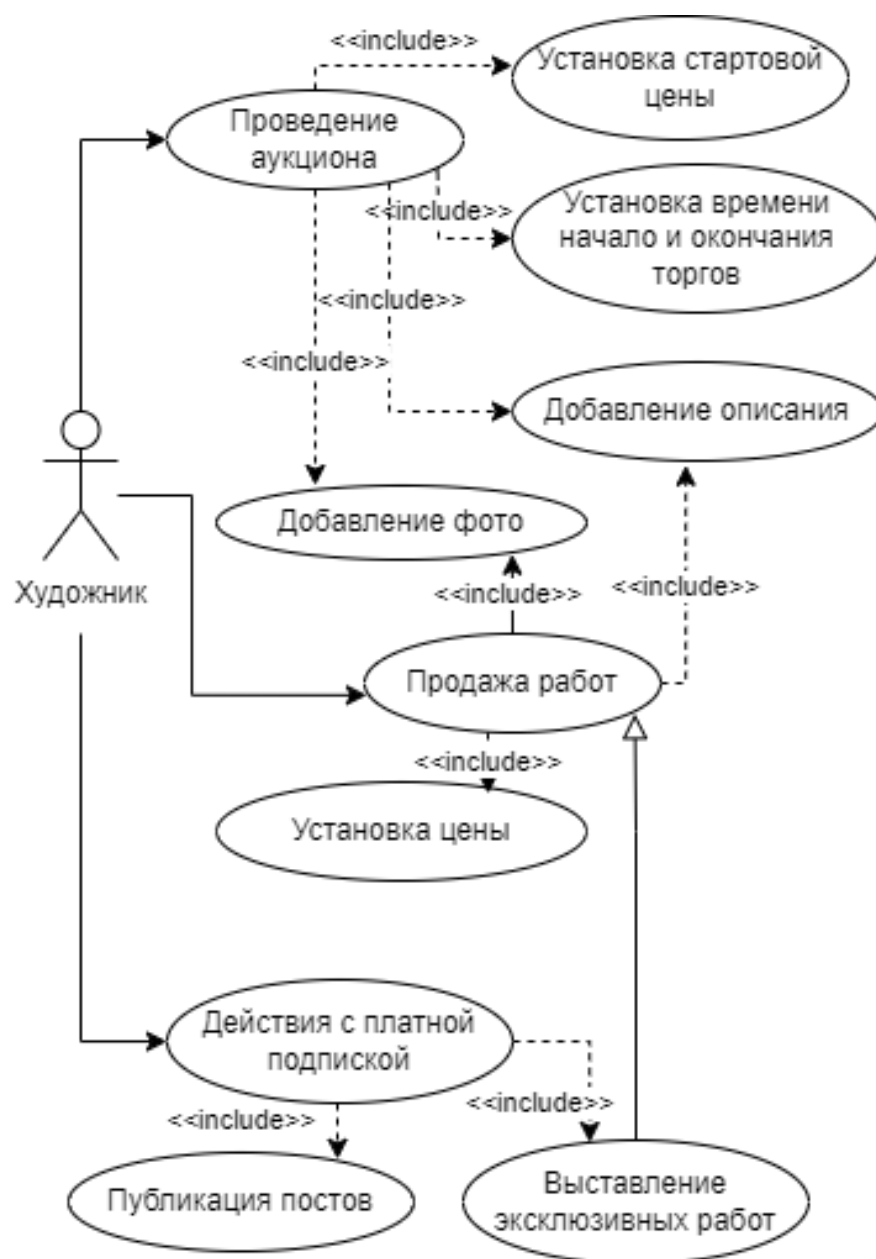 <<include>>
Установка стартовой
цены
Проведение
аукциона
<<include>>
Установка времени
начало и окончания
торгов
<<include>>
<<include>>
Добавление описания
Добавление фото
Художник
<<include>>
<<include>>
Продажа работ
<<include>>
Установка цены
Действия с платной
подпиской
<<include>>
<<include>>
Публикация постов
Выставление
эксклюзивных работ